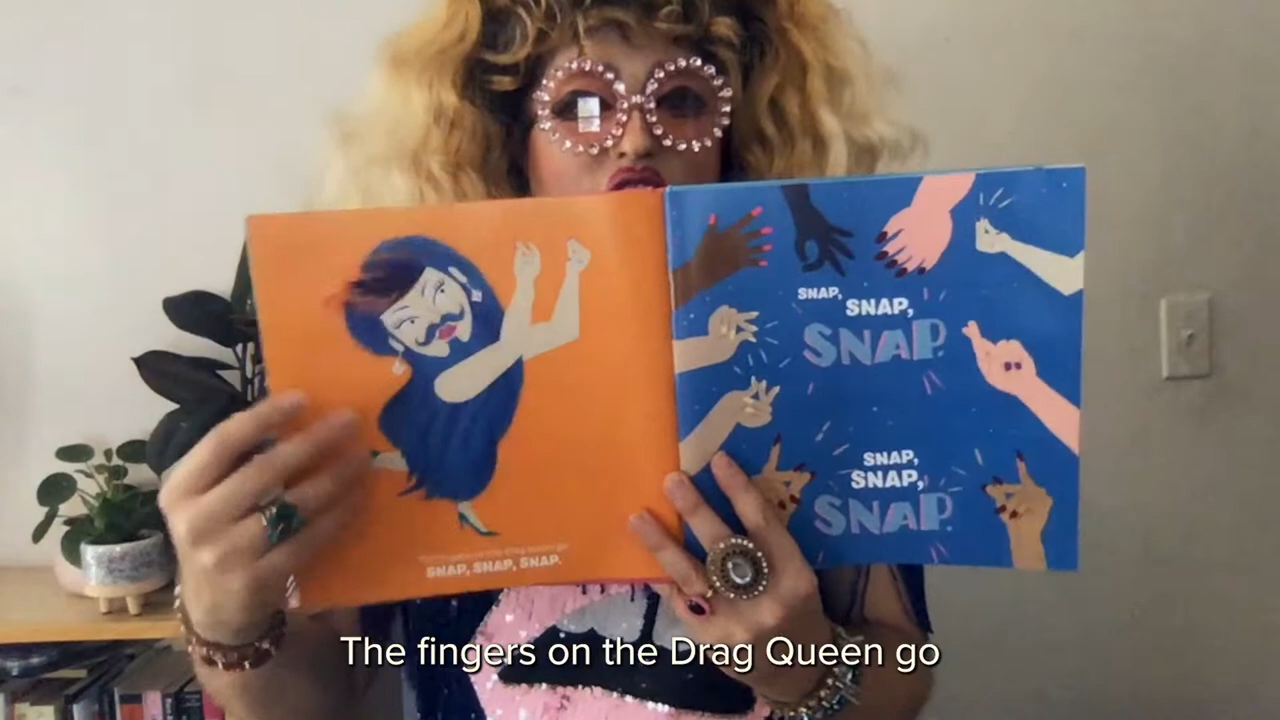 SNAP, SNAP, SNAP.
SNAP,
SNAP,
SNAP.
SNAP,
SNAP,
SNAP.
The fingers on the Drag Queen go